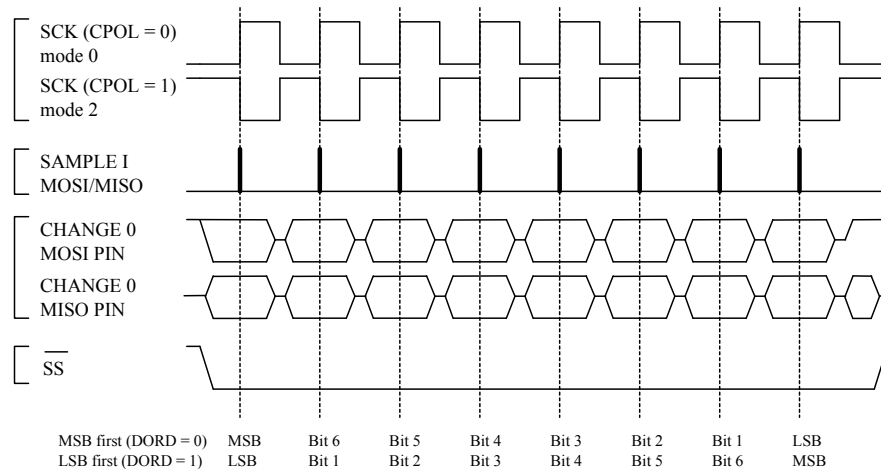 SCK (CPOL = 0)
mode 0
SCK (CPOL = 1)
mode 2
SAMPLE I
MOSI/MISO
CHANGE 0
MOSI PIN
CHANGE 0
MISO PIN
SS
MSB first (DORD = 0) MSB Bit 6 Bit 5 Bit 4 Bit 3 Bit 2 Bit 1 LSB
LSB first (DORD = 1) LSB Bit 1 Bit 2 Bit 3 Bit 4 Bit 5 Bit 6 MSB